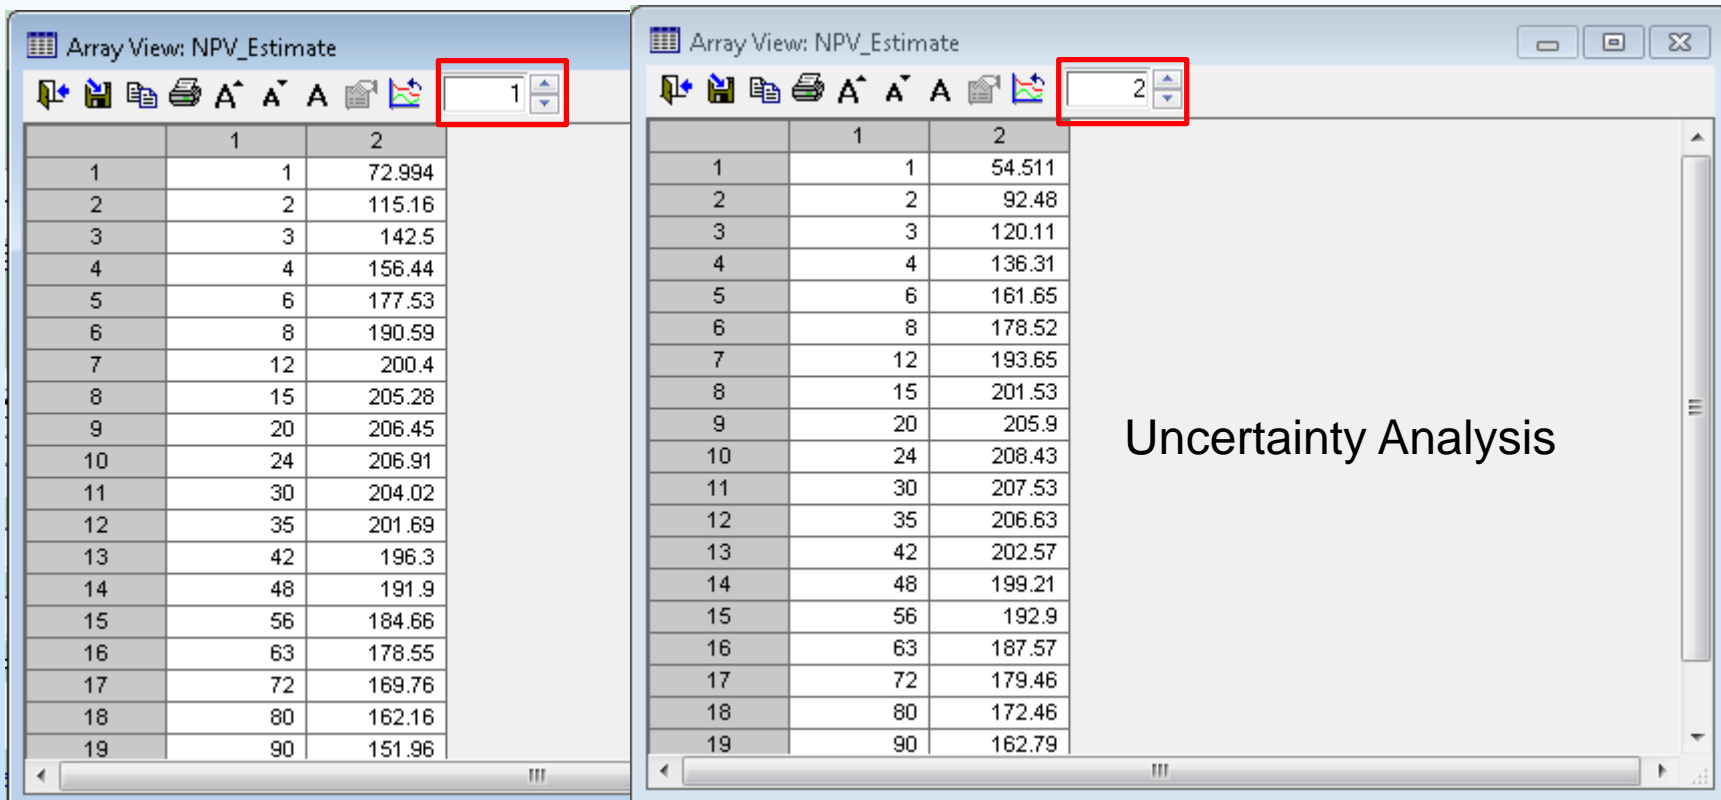 Array View: NPV_Estimate
A A A 1
1 2
1 1 72.994
2 2 115.16
3 3 142.5
4 4 156.44
5 6 177.53
6 8 190.59
7 12 200.4
8 15 205.28
9 20 206.45
10 24 206.91
11 30 204.02
12 35 201.69
13 42 196.3
14 48 191.9
15 56 184.66
16 63 178.55
17 72 169.76
18 80 162.16
19 90 151.96
Array View: NPV_Estimate
A A A 2
1 2
1 1 54.511
2 2 92.48
3 3 120.11
4 4 136.31
5 6 161.65
6 8 178.52
7 12 193.65
8 15 201.53
9 20 205.9
10 24 208.43
11 30 207.53
12 35 206.63
13 42 202.57
14 48 199.21
15 56 192.9
16 63 187.57
17 72 179.46
18 80 172.46
19 90 162.79
Uncertainty Analysis